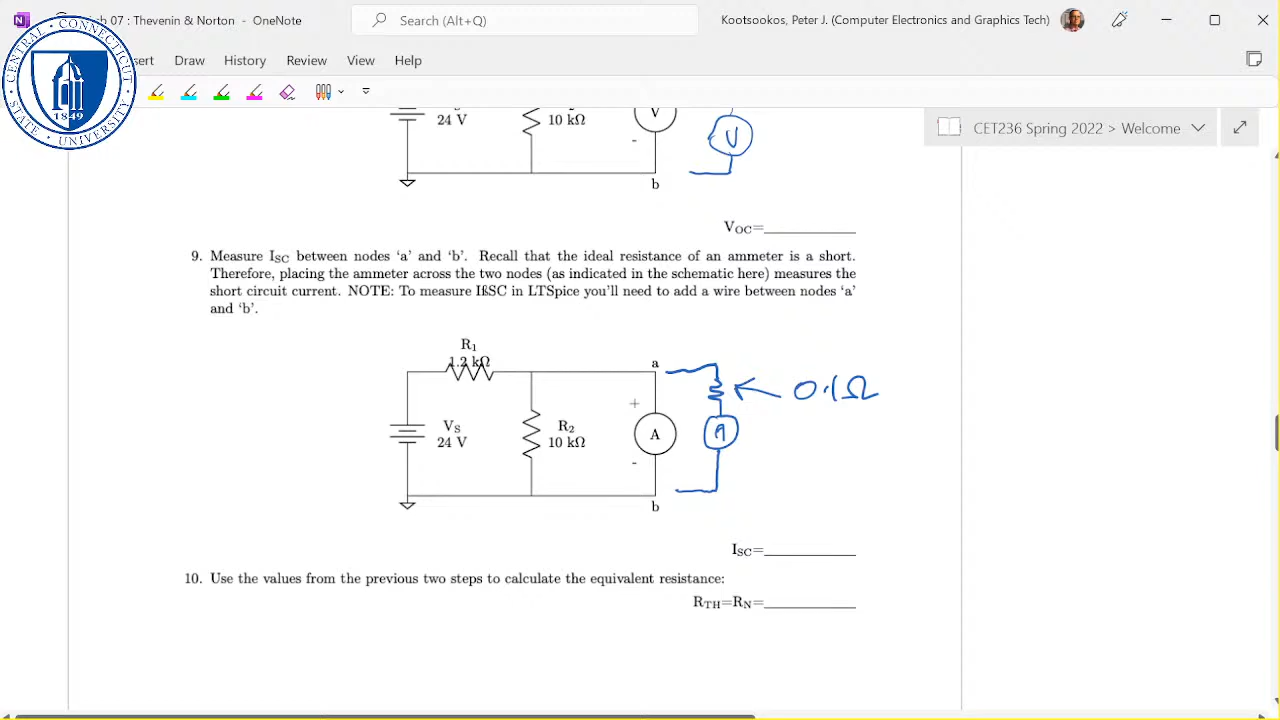 07 : Thevenin & Norton - OneNote
Search (Alt+Q)
Kootsookos, Peter J. (Computer Electronics and Graphics Tech)
Draw
History
Review
View
Help
CENTRAL · CONNECTICUT
STATE · UNIVERSITY
1849
CET236 Spring 2022 > Welcome
24 V
10 kΩ
V
V
-
b
VOC=
9. Measure ISC between nodes ‘a’ and ‘b’. Recall that the ideal resistance of an ammeter is a short.
Therefore, placing the ammeter across the two nodes (as indicated in the schematic here) measures the
short circuit current. NOTE: To measure I&SC in LTSpice you’ll need to add a wire between nodes ‘a’
and ‘b’.
R1
1.2 kΩ
a
0.1Ω
+
VS
24 V
R2
10 kΩ
A
A
-
b
ISC=
10. Use the values from the previous two steps to calculate the equivalent resistance:
RTH=RN=